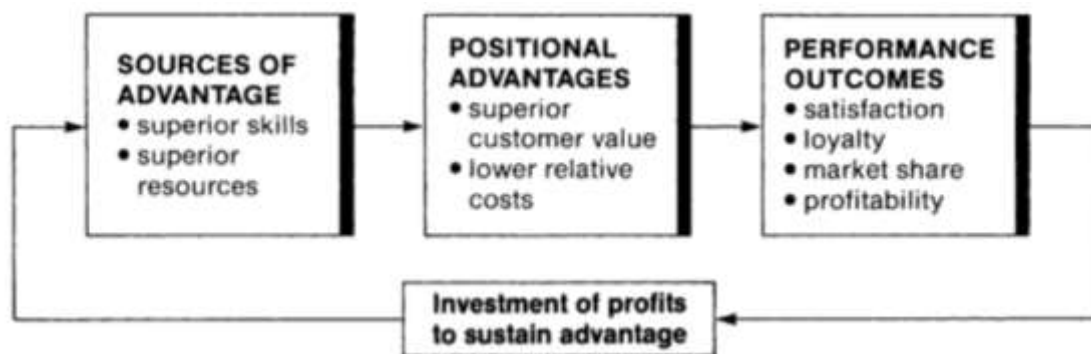 SOURCES OF
ADVANTAGE
• superior skills
• superior
resources
POSITIONAL
ADVANTAGES
• superior
customer value
• lower relative
costs
PERFORMANCE
OUTCOMES
• satisfaction
• loyalty
• market share
• profitability
Investment of profits
to sustain advantage